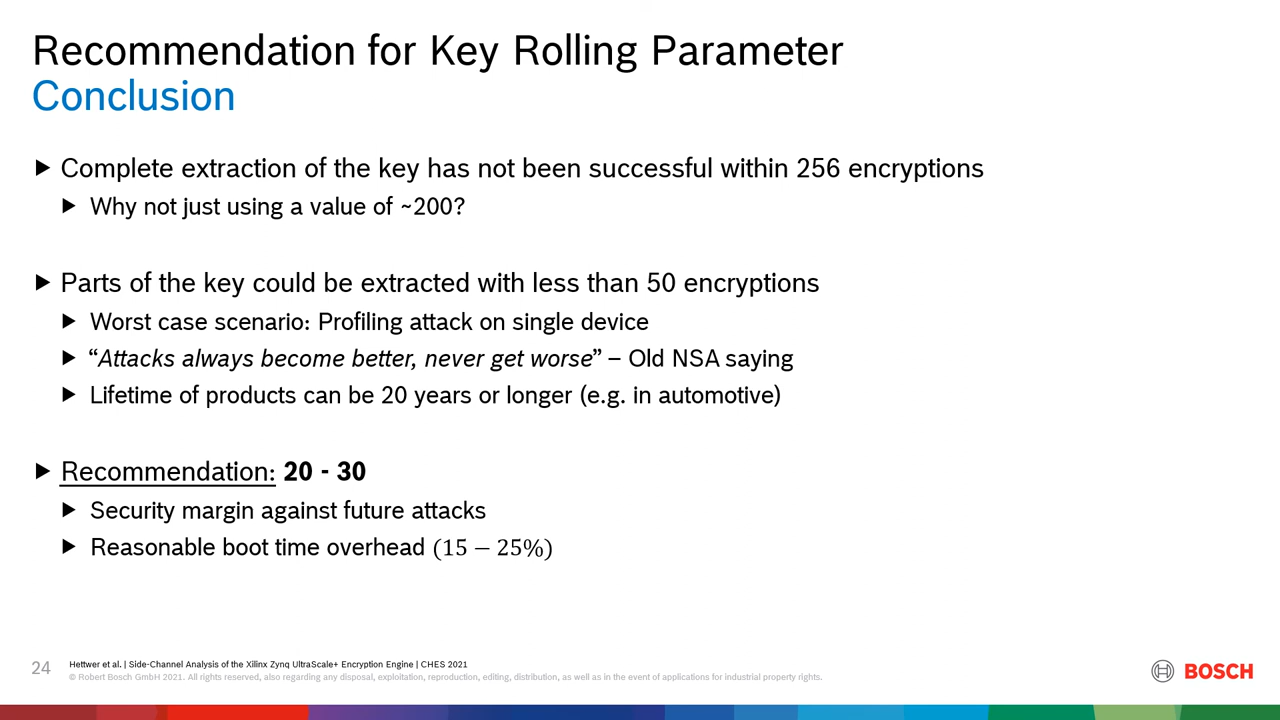 Recommendation for Key Rolling Parameter
Conclusion
Complete extraction of the key has not been successful within 256 encryptions
Why not just using a value of ~200?
Parts of the key could be extracted with less than 50 encryptions
Worst case scenario: Profiling attack on single device
“Attacks always become better, never get worse” – Old NSA saying
Lifetime of products can be 20 years or longer (e.g. in automotive)
Recommendation: 20 - 30
Security margin against future attacks
Reasonable boot time overhead (15 − 25%)
24
Hettwer et al. | Side-Channel Analysis of the Xilinx Zynq UltraScale+ Encryption Engine | CHES 2021
© Robert Bosch GmbH 2021. All rights reserved, also regarding any disposal, exploitation, reproduction, editing, distribution, as well as in the event of applications for industrial property rights.
BOSCH